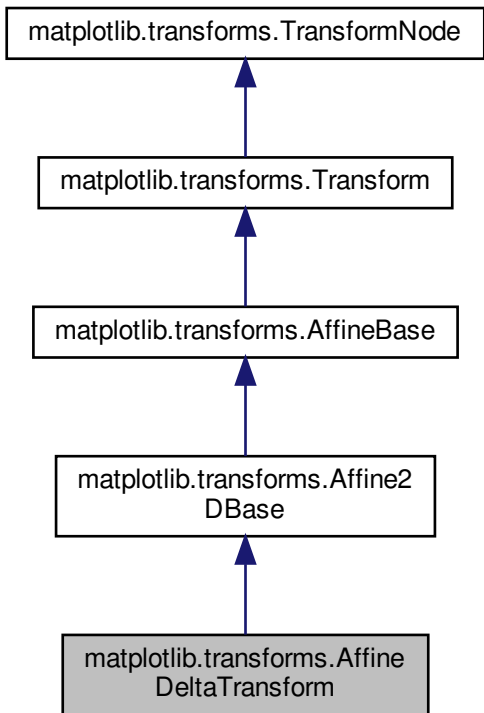 matplotlib.transforms.TransformNode
matplotlib.transforms.Transform
matplotlib.transforms.AffineBase
matplotlib.transforms.Affine2
DBase
matplotlib.transforms.Affine
DeltaTransform